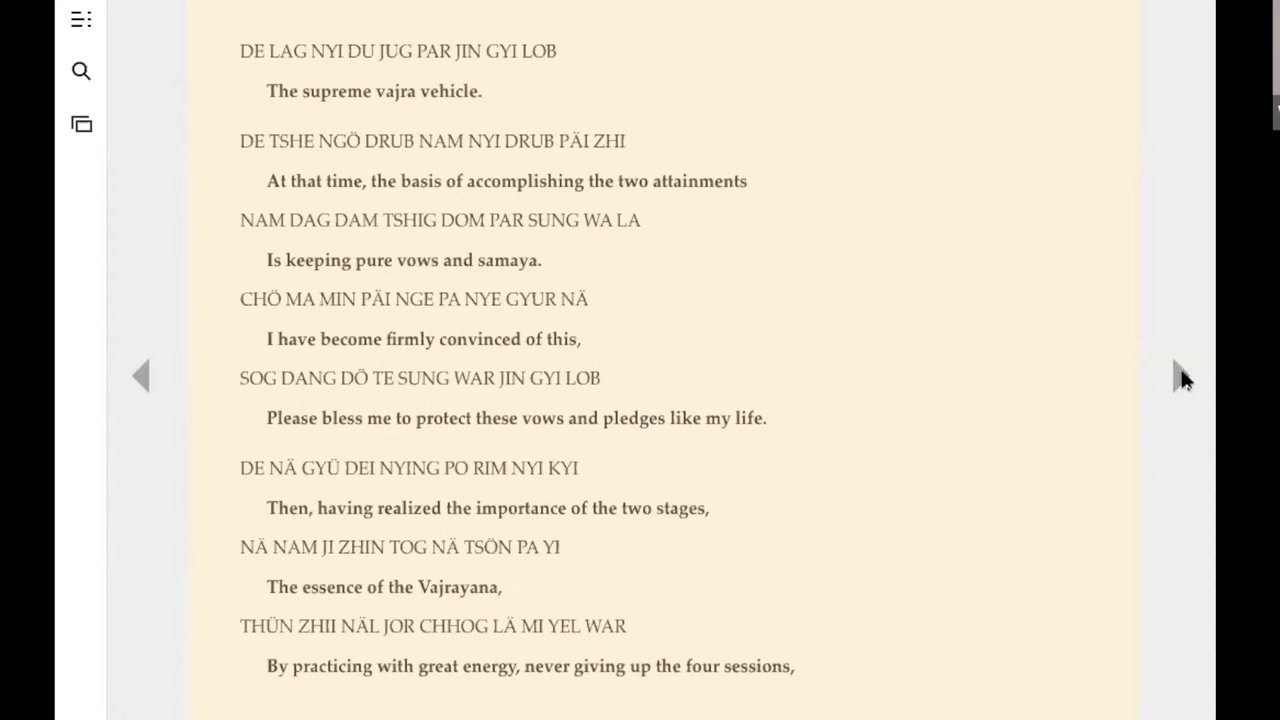 DE LAG NYI DU JUG PAR JIN GYI LOB
The supreme vajra vehicle.
DE TSHE NGÖ DRUB NAM NYI DRUB PÄI ZHI
At that time, the basis of accomplishing the two attainments
NAM DAG DAM TSHIG DOM PAR SUNG WA LA
Is keeping pure vows and samaya.
CHÖ MA MIN PÄI NGE PA NYE GYUR NÄ
I have become firmly convinced of this,
SOG DANG DÖ TE SUNG WAR JIN GYI LOB
Please bless me to protect these vows and pledges like my life.
DE NÄ GYÜ DEI NYING PO RIM NYI KYI
Then, having realized the importance of the two stages,
NÄ NAM JI ZHIN TOG NÄ TSÖN PA YI
The essence of the Vajrayana,
THÜN ZHII NÄL JOR CHHOG LÄ MI YEL WAR
By practicing with great energy, never giving up the four sessions,